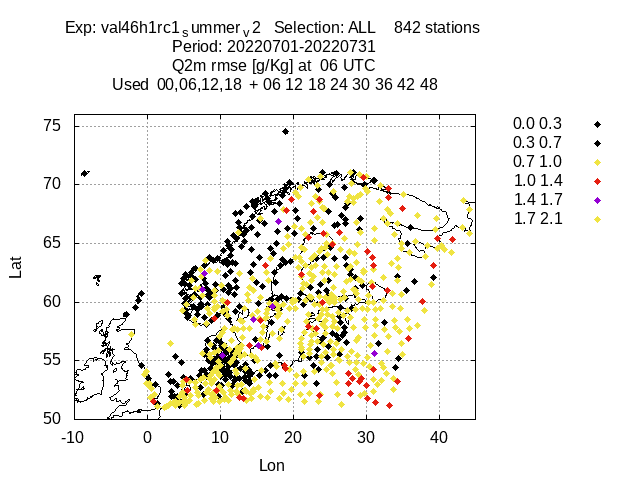 Exp: val46h1rc1ₛummerᵥ2 Selection: ALL 842 stations
Period: 20220701-20220731
Q2m rmse [g/Kg] at 06 UTC
Used 00,06,12,18 + 06 12 18 24 30 36 42 48
0.0 0.3
0.3 0.7
0.7 1.0
1.0 1.4
1.4 1.7
1.7 2.1
75
70
65
60
55
50
Lat
-10 0 10 20 30 40
Lon